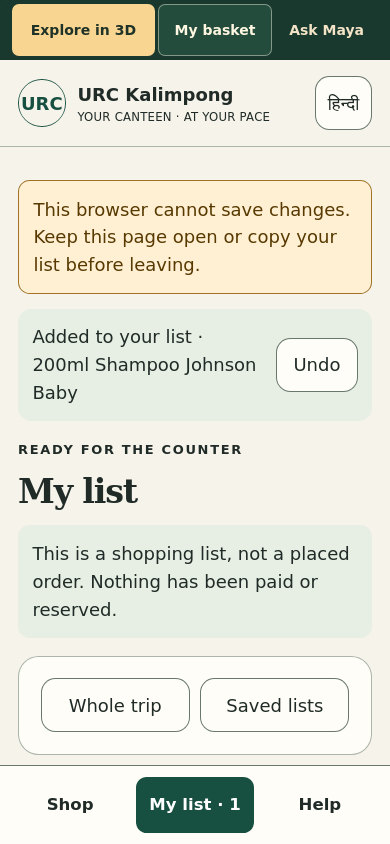 Explore in 3D
My basket
Ask Maya
URC
URC Kalimpong
YOUR CANTEEN · AT YOUR PACE
हिन्दी
This browser cannot save changes.
Keep this page open or copy your
list before leaving.
Added to your list ·
200ml Shampoo Johnson
Baby
Undo
READY FOR THE COUNTER
My list
This is a shopping list, not a placed
order. Nothing has been paid or
reserved.
Whole trip
Saved lists
Shop
My list · 1
Help